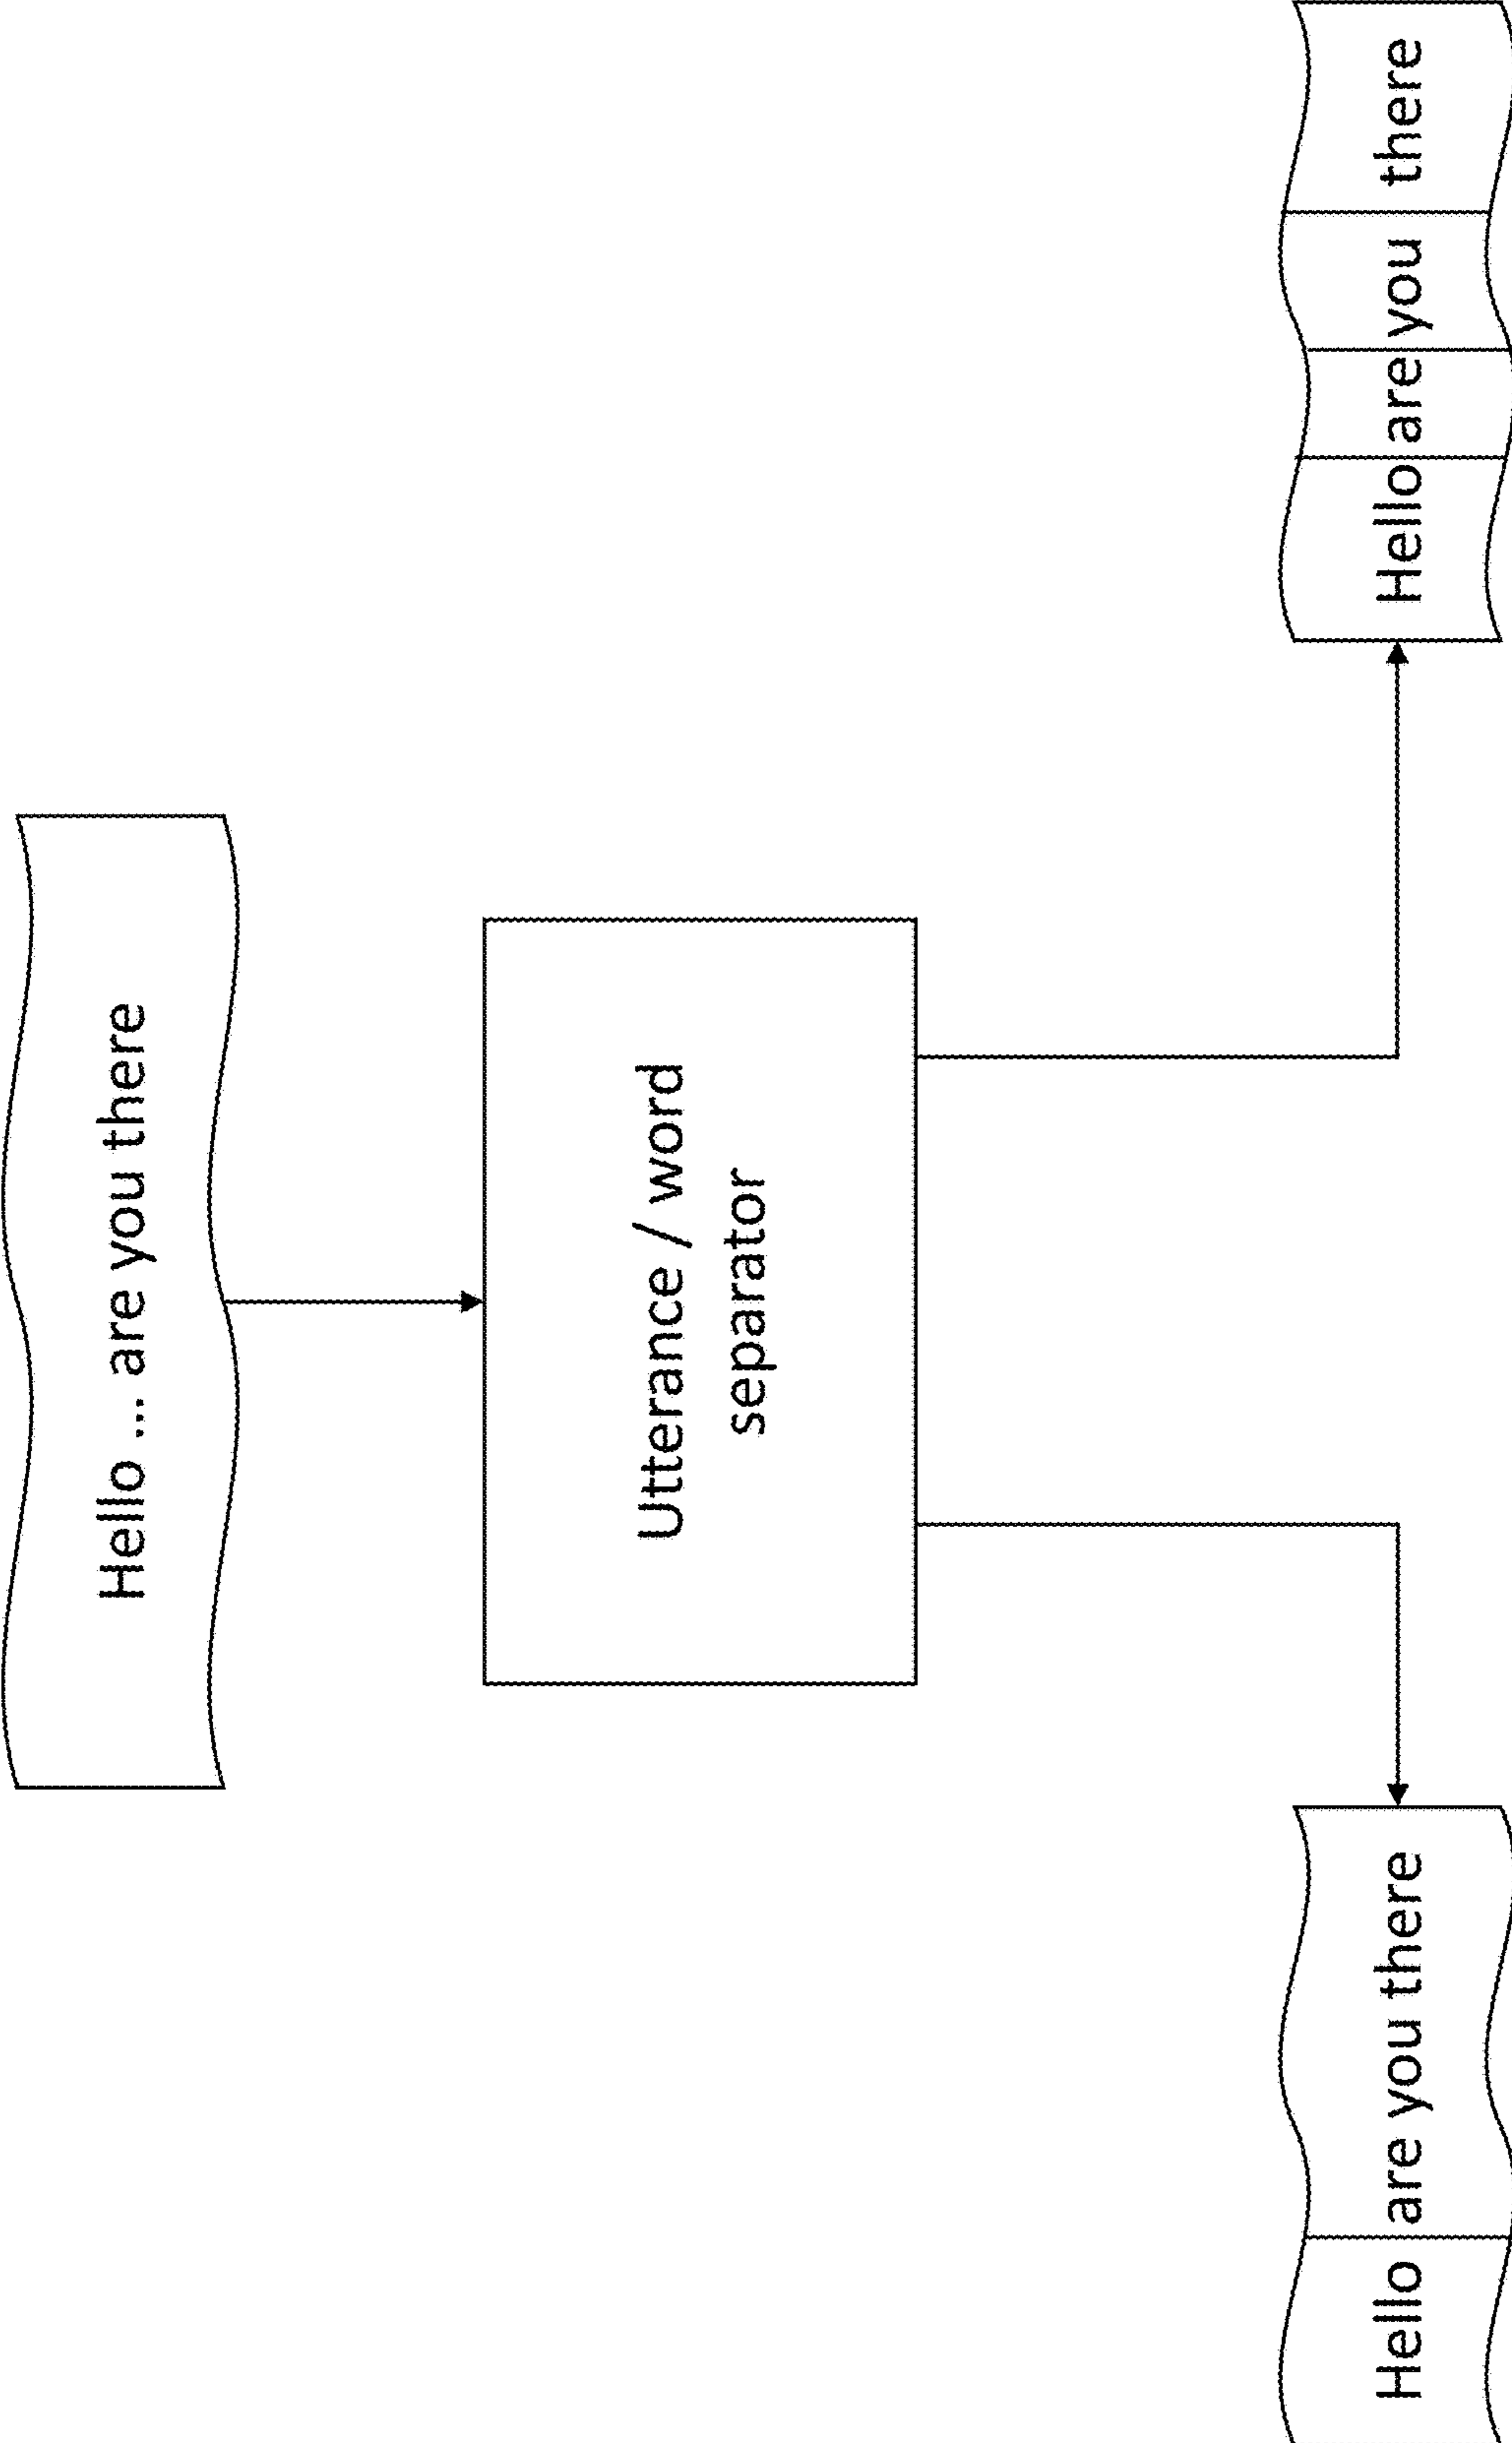 Hello ... are you there
Utterance / word
separator
Hello are you there
Hello are you there